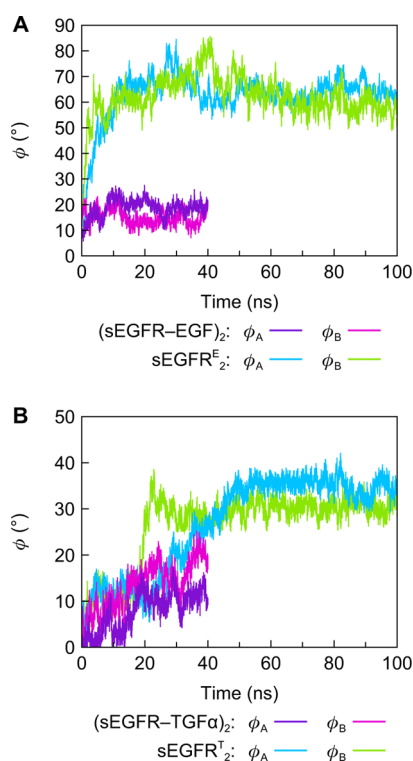 A
90
80
70
60
50
40
30
20
10
0
ϕ (°)
0 20 40 60 80 100
Time (ns)
(sEGFR–EGF)₂: ϕA ϕB
sEGFRᴱ₂: ϕA ϕB
B
50
40
30
20
10
0
ϕ (°)
0 20 40 60 80 100
Time (ns)
(sEGFR–TGFα)₂: ϕA ϕB
sEGFRᵀ₂: ϕA ϕB